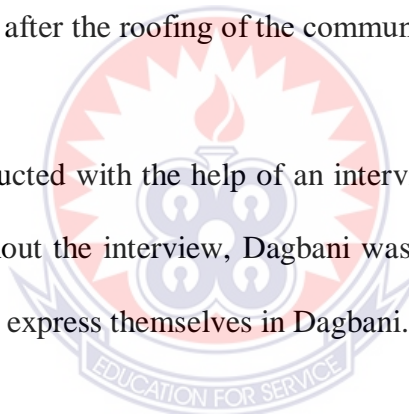 after the roofing of the commun
ucted with the help of an interv
out the interview, Dagbani was
express themselves in Dagbani.
EDUCATION FOR SERVICE